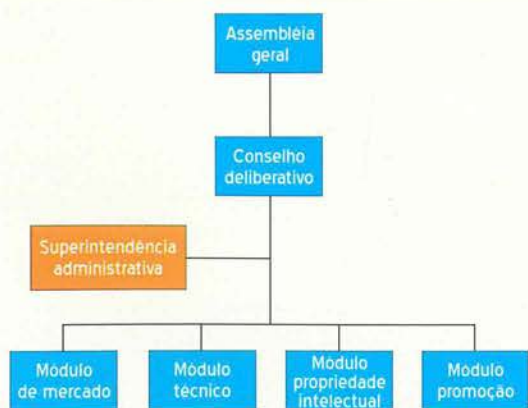 Assembléia
geral
Conselho
deliberativo
Superintendência
administrativa
Módulo
de mercado
Módulo
técnico
Módulo
propriedade
intelectual
Módulo
promoção